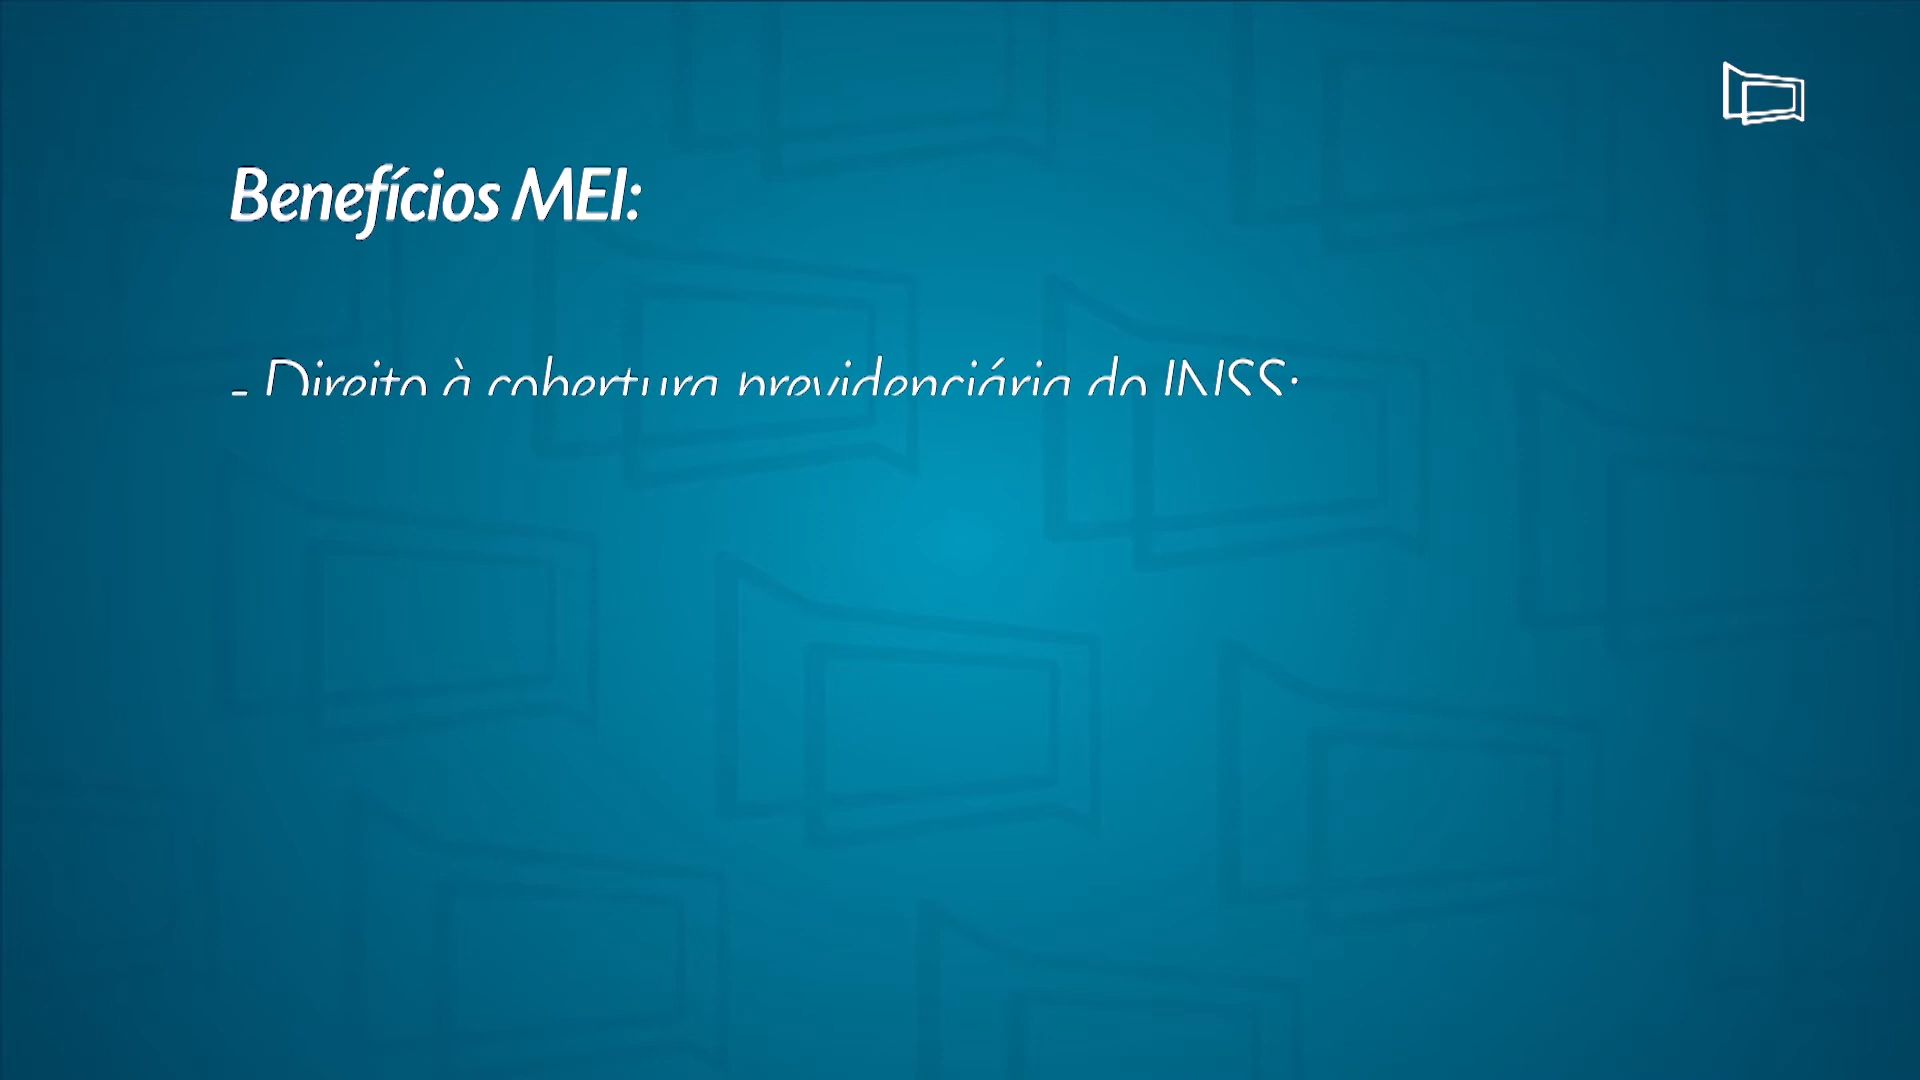 Benefícios MEI:
- Direito à cobertura previdenciária do INSS;